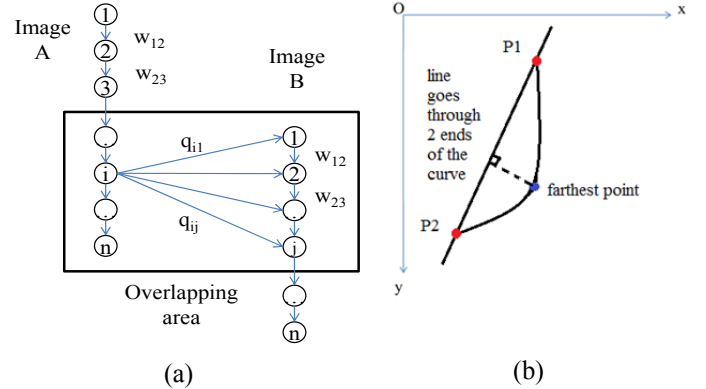 Image
A
1
2
3
.
i
.
n
w12
w23
Image
B
qi1
qij
1
2
..
j
...
n
w12
w23
Overlapping
area
(a)
O
x
y
P1
line
goes
through
2 ends
of the
curve
farthest point
P2
(b)